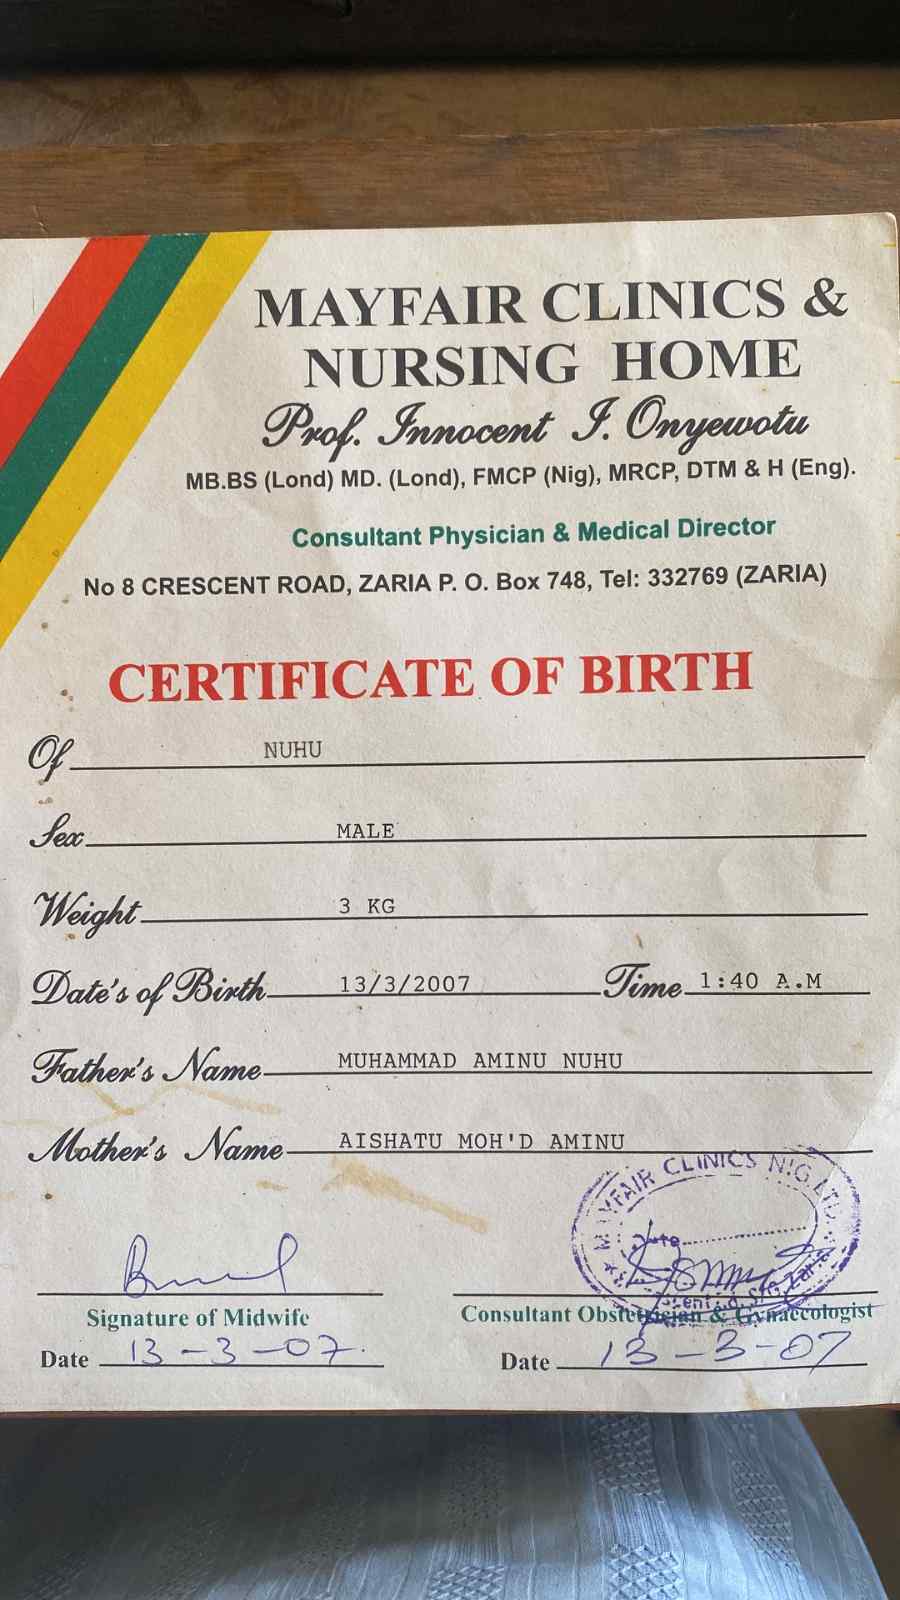 MAYFAIR CLINICS &
NURSING HOME
Prof. Innocent I. Onyewotu
MB.BS (Lond) MD. (Lond), FMCP (Nig), MRCP, DTM & H (Eng).
Consultant Physician & Medical Director
No 8 CRESCENT ROAD, ZARIA P. O. Box 748, Tel: 332769 (ZARIA)
CERTIFICATE OF BIRTH
Of NUHU
Sex MALE
Weight 3 KG
Date's of Birth 13/3/2007 Time 1:40 A.M
Father's Name MUHAMMAD AMINU NUHU
Mother's Name AISHATU MOH'D AMINU
MAYFAIR CLINICS NIG. LTD.
Date
Zaria
Signature of Midwife Consultant Obstetrician & Gynaecologist
Date 13-3-07. Date 13-3-07